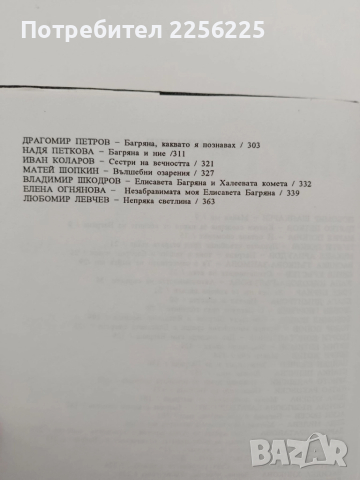 Потребител 2256225
ДРАГОМИР ПЕТРОВ – Багряна, каквато я познавах / 303
НАДЯ ПЕТКОВА – Багряна и ние /311
ИВАН КОЛАРОВ – Сестри на вечността / 321
МАТЕЙ ШОПКИН – Вълшебни озарения / 327
ВЛАДИМИР ШКОДРОВ – Елисавета Багряна и Халеевата комета / 332
ЕЛЕНА ОГНЯНОВА – Незабравимата моя Елисавета Багряна / 339
ЛЮБОМИР ЛЕВЧЕВ – Непряка светлина / 363
BAZAR
bg